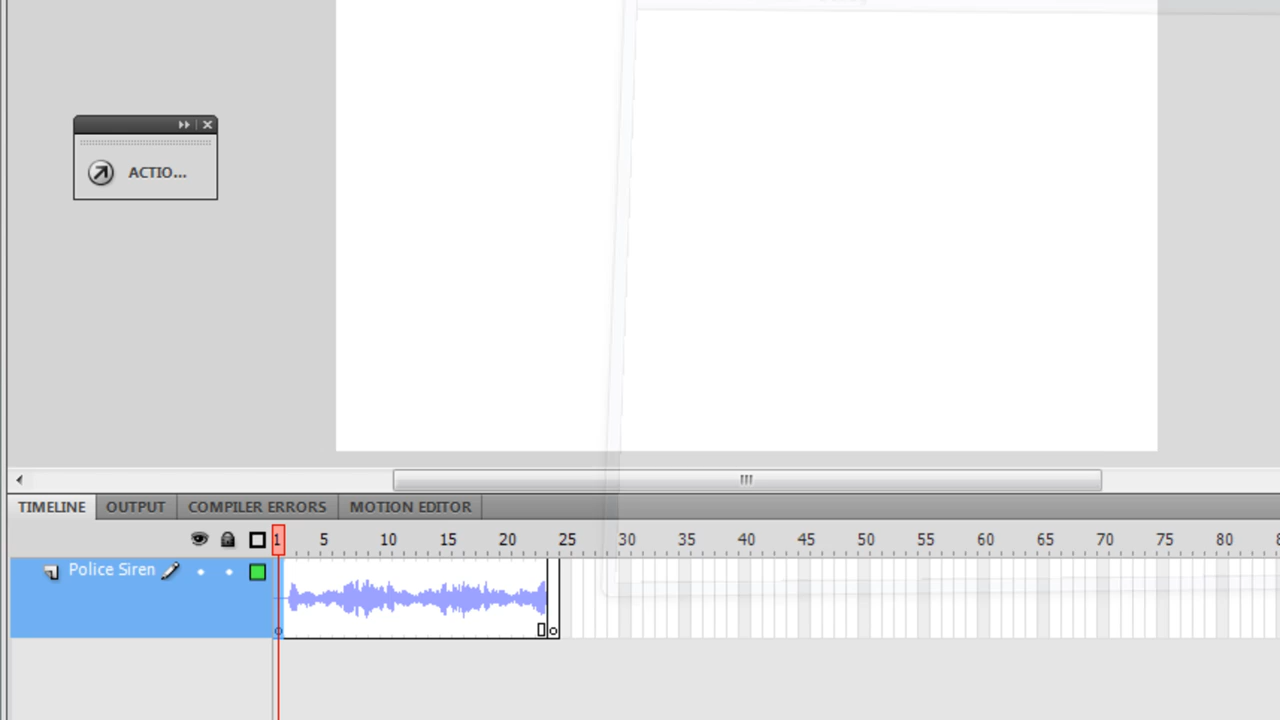 ACTIO...
TIMELINE OUTPUT COMPILER ERRORS MOTION EDITOR
1 5 10 15 20 25 30 35 40 45 50 55 60 65 70 75 80
Police Siren